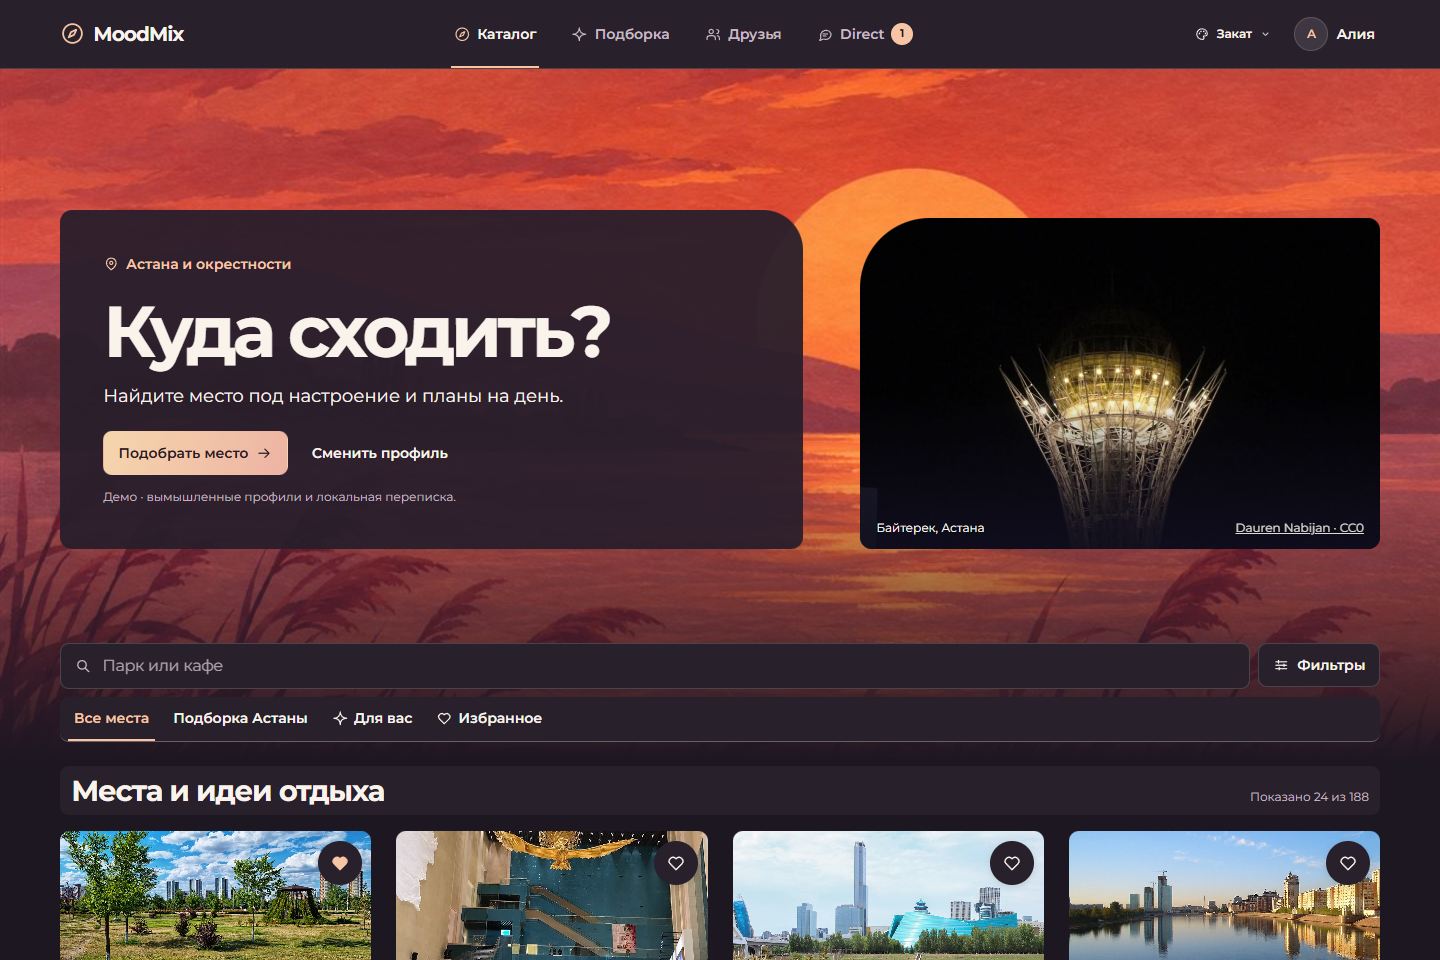 MoodMix
Каталог
Подборка
Друзья
Direct 1
Закат
А Алия
Астана и окрестности
Куда сходить?
Найдите место под настроение и планы на день.
Подобрать место →
Сменить профиль
Демо · вымышленные профили и локальная переписка.
Байтерек, Астана
Dauren Nabijan · CC0
Парк или кафе
Фильтры
Все места
Подборка Астаны
Для вас
Избранное
Места и идеи отдыха
Показано 24 из 188